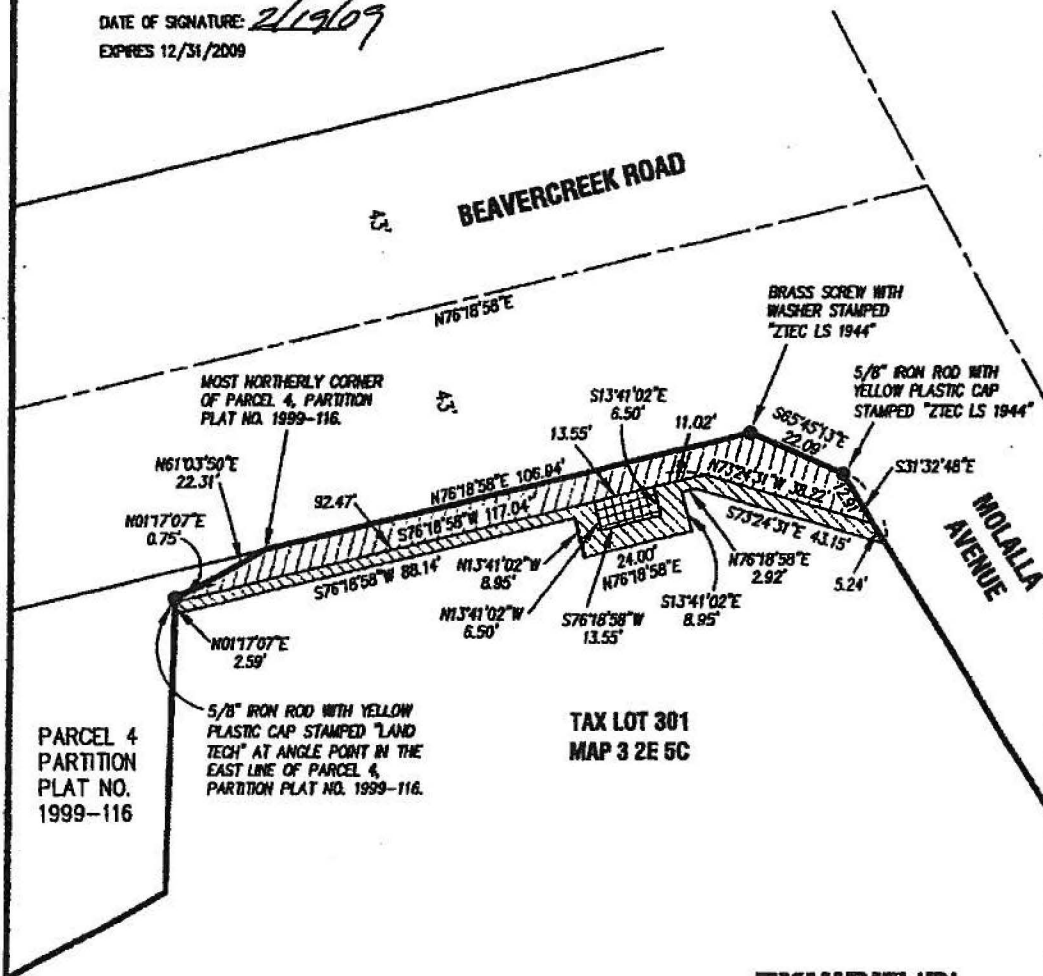 DATE OF SIGNATURE: 2/19/09
EXPIRES 12/31/2009
43'
BEAVERCREEK ROAD
N76°18'58"E
BRASS SCREW WITH
WASHER STAMPED
"ZTEC LS 1944"
5/8" IRON ROD WITH
YELLOW PLASTIC CAP
STAMPED "ZTEC LS 1944"
MOST NORTHERLY CORNER
OF PARCEL 4, PARTITION
PLAT NO. 1999-116.
43'
S13°41'02"E
6.50'
11.02'
13.55'
S65°45'13"E
22.09'
S31°32'48"E
N61°03'50"E
22.31'
92.47'
N76°18'58"E 106.94'
N73°24'31"W 38.22'
N01°17'07"E
0.75'
S76°18'58"W 117.04'
S73°24'31"E 43.15'
S76°18'58"W 88.14'
N13°41'02"W
8.95'
24.00'
N76°18'58"E
N76°18'58"E
2.92'
5.24'
MOLALLA
AVENUE
N13°41'02"W
6.50'
S76°18'58"W
13.55'
S13°41'02"E
8.95'
N01°17'07"E
2.59'
5/8" IRON ROD WITH YELLOW
PLASTIC CAP STAMPED "LAND
TECH" AT ANGLE POINT IN THE
EAST LINE OF PARCEL 4,
PARTITION PLAT NO. 1999-116.
PARCEL 4
PARTITION
PLAT NO.
1999-116
TAX LOT 301
MAP 3 2E 5C